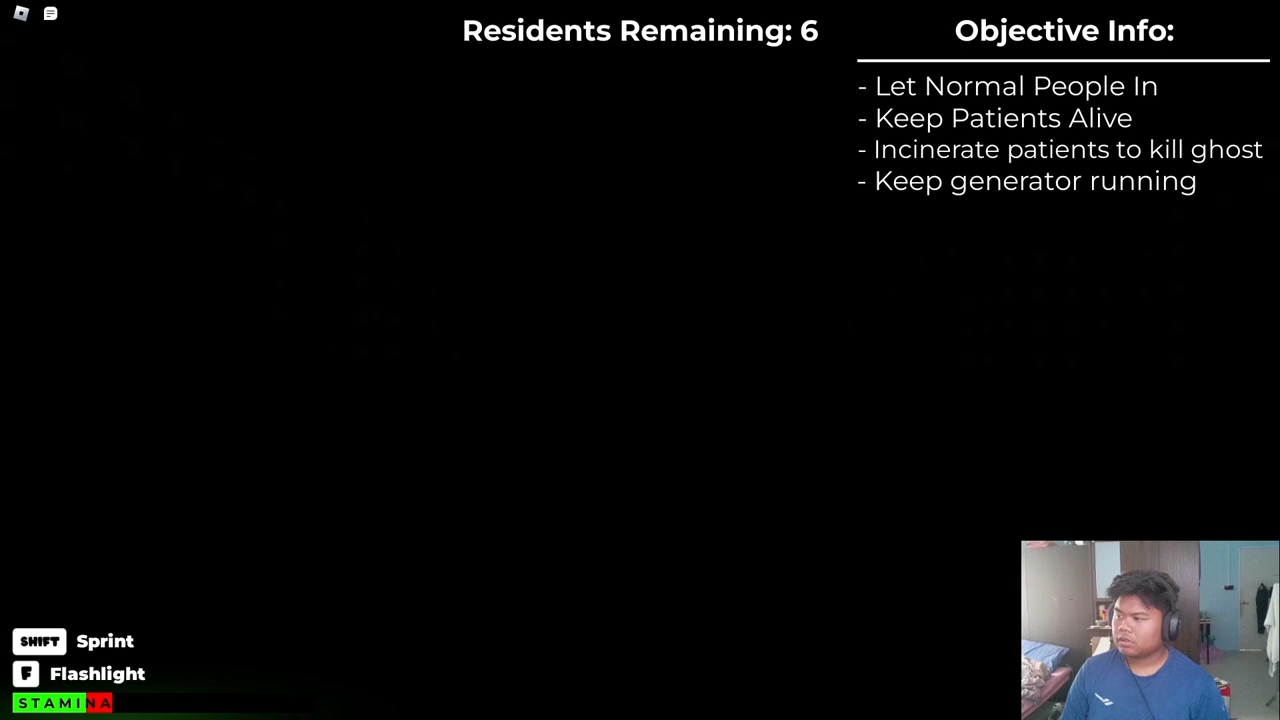 Residents Remaining: 6
Objective Info:
- Let Normal People In
- Keep Patients Alive
- Incinerate patients to kill ghost
- Keep generator running
SHIFT Sprint
F Flashlight
STAMINA